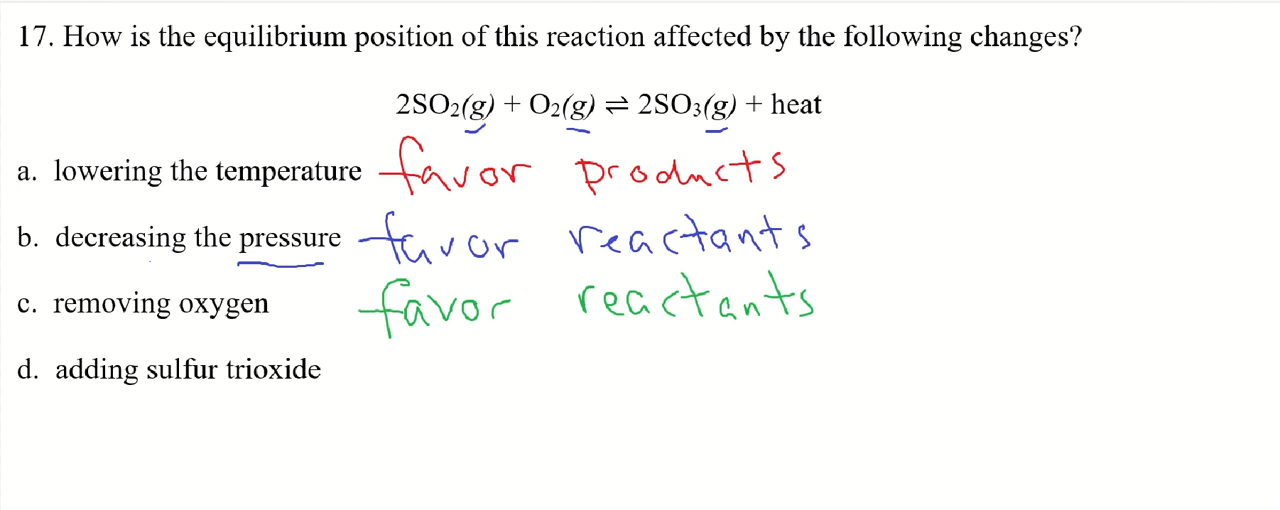 17. How is the equilibrium position of this reaction affected by the following changes?
2SO₂(g) + O₂(g) ⇌ 2SO₃(g) + heat
a. lowering the temperature favor products
b. decreasing the pressure favor reactants
c. removing oxygen favor reactants
d. adding sulfur trioxide